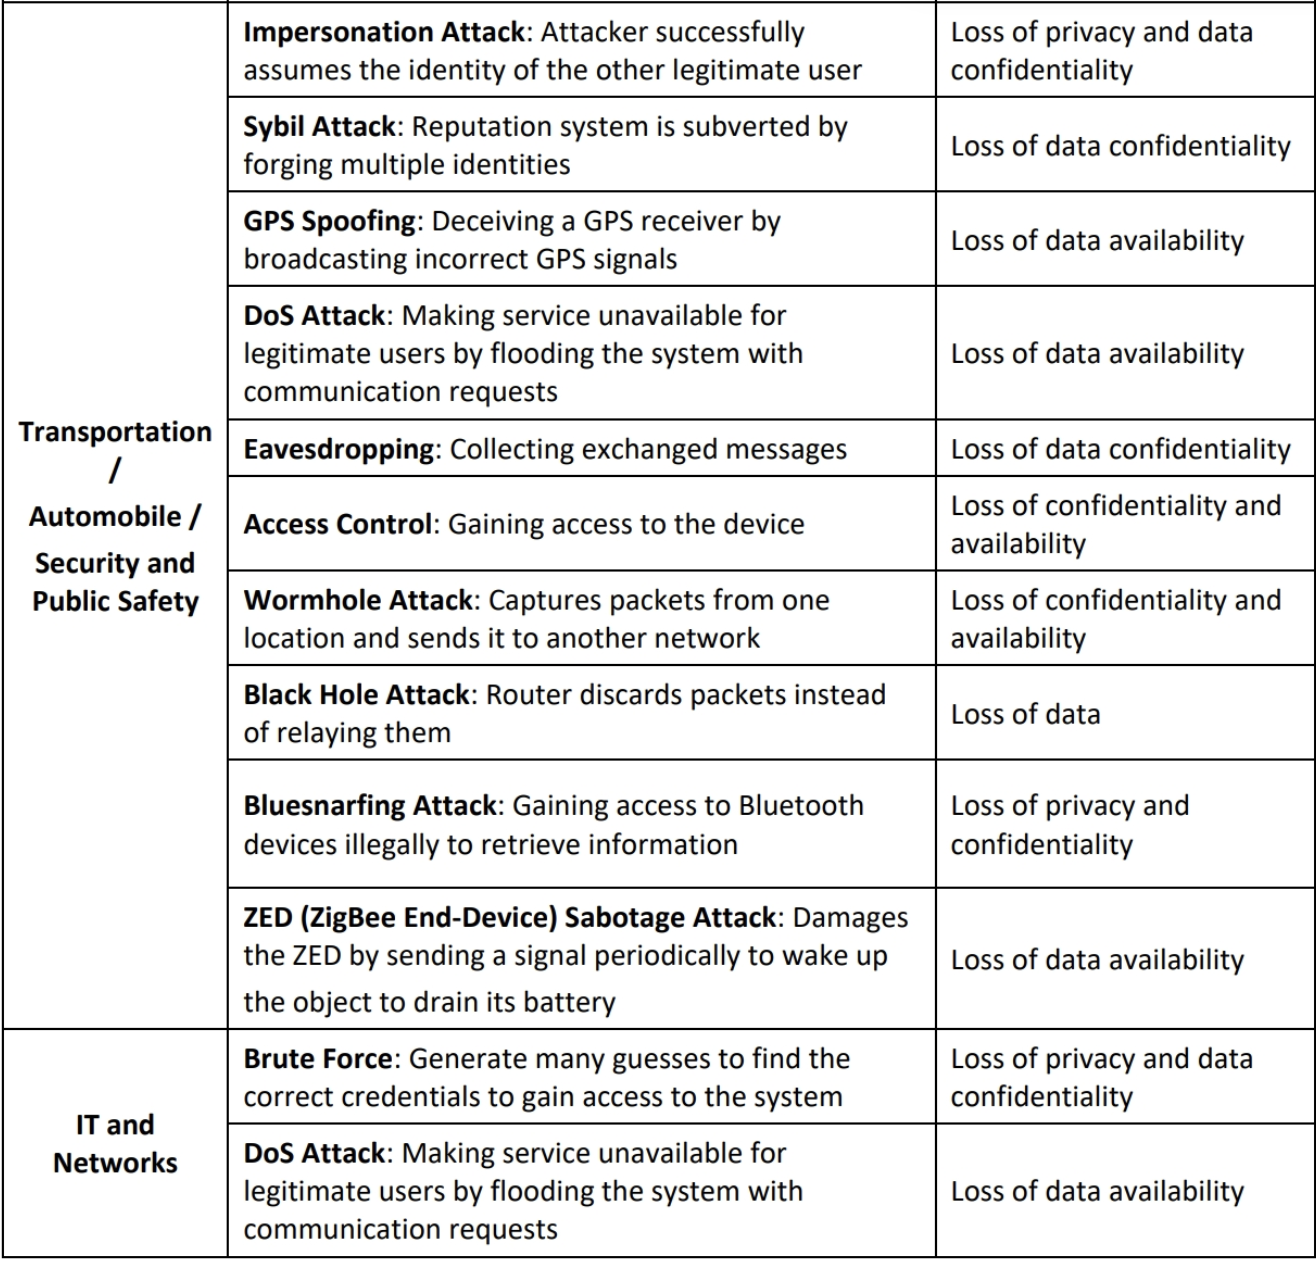 Transportation
/
Automobile /
Security and
Public Safety
Impersonation Attack: Attacker successfully
assumes the identity of the other legitimate user
Loss of privacy and data
confidentiality
Sybil Attack: Reputation system is subverted by
forging multiple identities
Loss of data confidentiality
GPS Spoofing: Deceiving a GPS receiver by
broadcasting incorrect GPS signals
Loss of data availability
DoS Attack: Making service unavailable for
legitimate users by flooding the system with
communication requests
Loss of data availability
Eavesdropping: Collecting exchanged messages
Loss of data confidentiality
Access Control: Gaining access to the device
Loss of confidentiality and
availability
Wormhole Attack: Captures packets from one
location and sends it to another network
Loss of confidentiality and
availability
Black Hole Attack: Router discards packets instead
of relaying them
Loss of data
Bluesnarfing Attack: Gaining access to Bluetooth
devices illegally to retrieve information
Loss of privacy and
confidentiality
ZED (ZigBee End-Device) Sabotage Attack: Damages
the ZED by sending a signal periodically to wake up
the object to drain its battery
Loss of data availability
IT and
Networks
Brute Force: Generate many guesses to find the
correct credentials to gain access to the system
Loss of privacy and data
confidentiality
DoS Attack: Making service unavailable for
legitimate users by flooding the system with
communication requests
Loss of data availability